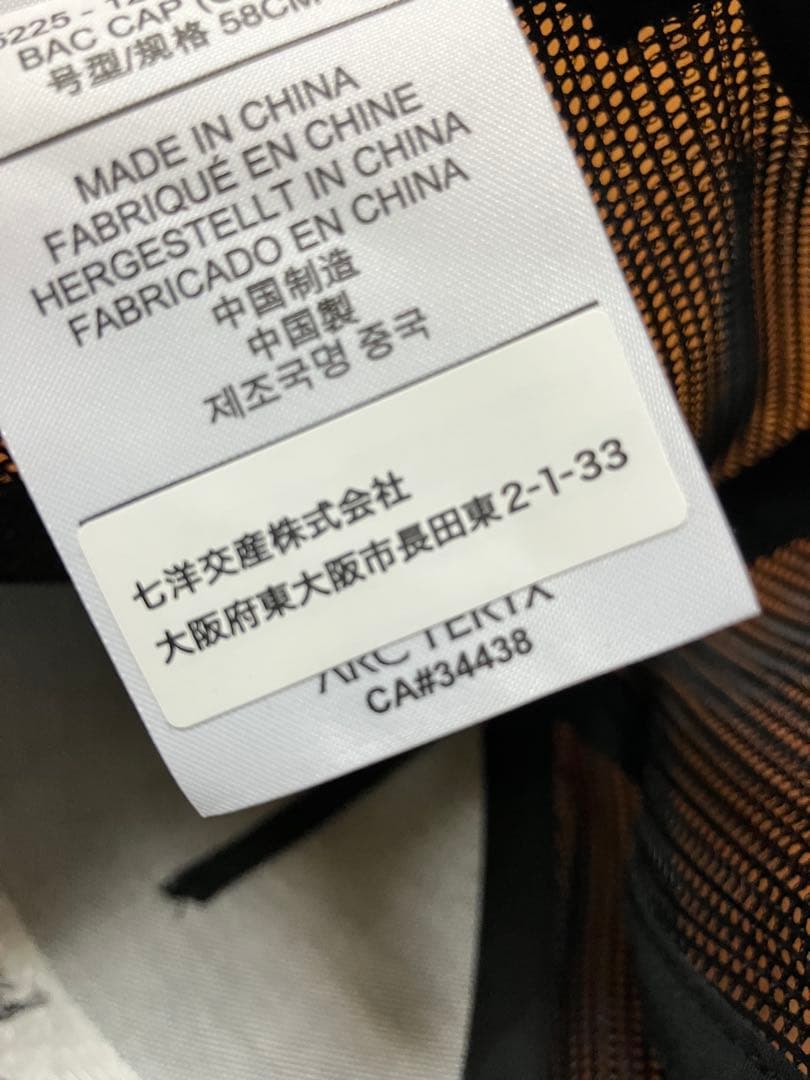 BAC CAP
号型/规格 58CM
MADE IN CHINA
FABRIQUÉ EN CHINE
HERGESTELLT IN CHINA
FABRICADO EN CHINA
中国制造
中国製
제조국명 중국
七洋交産株式会社
大阪府東大阪市長田東2-1-33
ARC'TERYX
CA#34438